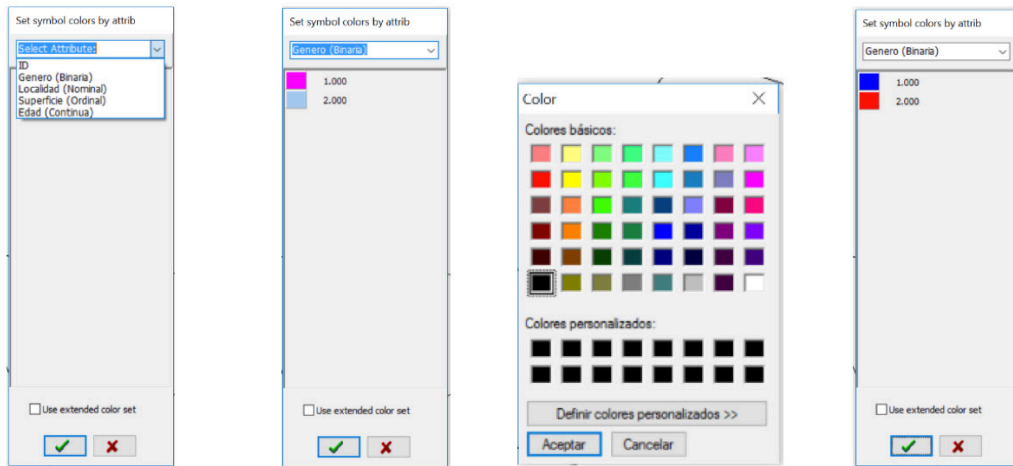 Set symbol colors by attrib
Select Attribute:
ID
Genero (Binaria)
Localidad (Nominal)
Superficie (Ordinal)
Edad (Continua)
Use extended color set
Set symbol colors by attrib
Genero (Binaria)
1.000
2.000
Use extended color set
Color
Colores básicos:
Colores personalizados:
Definir colores personalizados >>
Aceptar Cancelar
Set symbol colors by attrib
Genero (Binaria)
1.000
2.000
Use extended color set